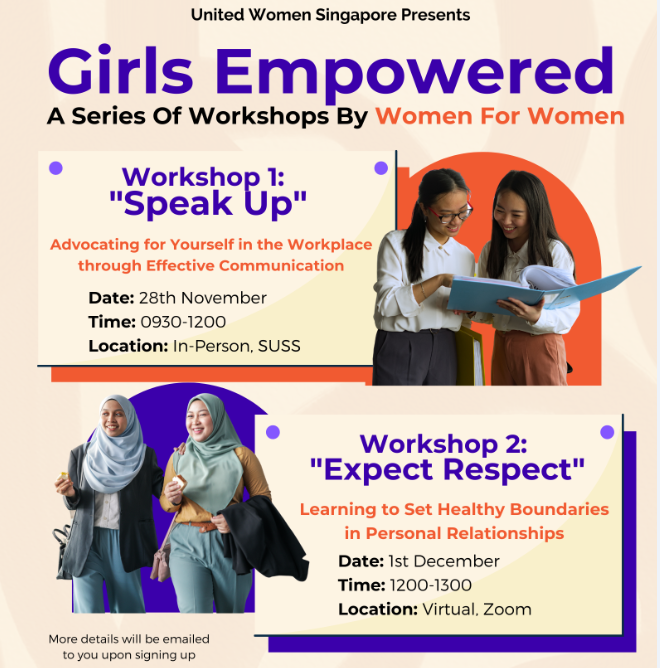 United Women Singapore Presents
Girls Empowered
A Series Of Workshops By Women For Women
Workshop 1:
"Speak Up"
Advocating for Yourself in the Workplace
through Effective Communication
Date: 28th November
Time: 0930-1200
Location: In-Person, SUSS
Workshop 2:
"Expect Respect"
Learning to Set Healthy Boundaries
in Personal Relationships
Date: 1st December
Time: 1200-1300
Location: Virtual, Zoom
More details will be emailed
to you upon signing up